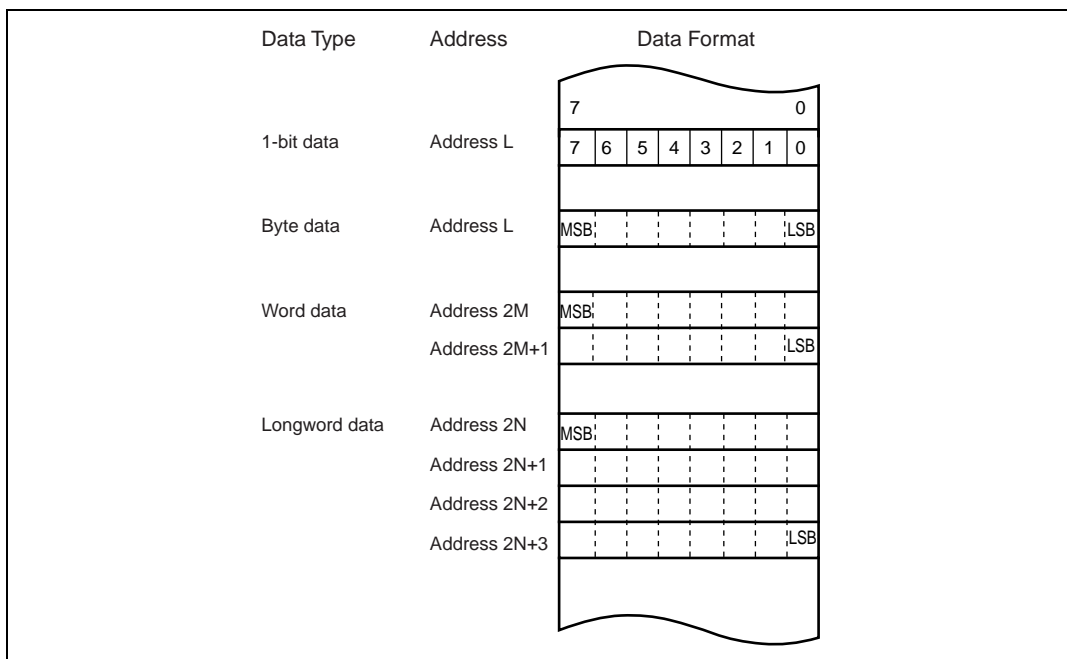 Data Type Address Data Format
7 0
1-bit data Address L 7 6 5 4 3 2 1 0
Byte data Address L MSB LSB
Word data Address 2M MSB
Address 2M+1 LSB
Longword data Address 2N MSB
Address 2N+1
Address 2N+2
Address 2N+3 LSB